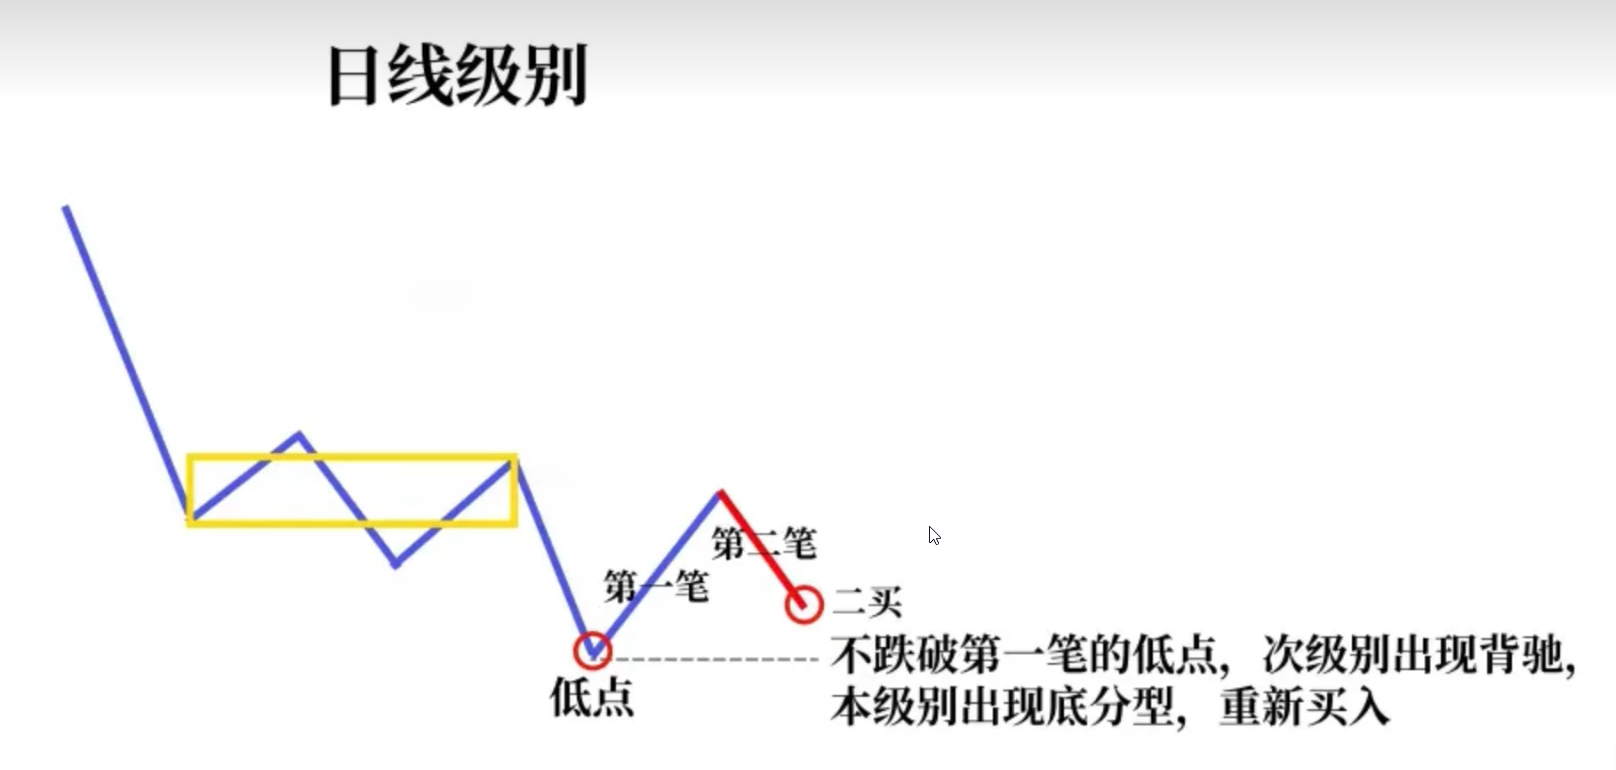 日线级别
第二笔
第一笔
二买
不跌破第一笔的低点，次级别出现背驰，
本级别出现底分型，重新买入
低点